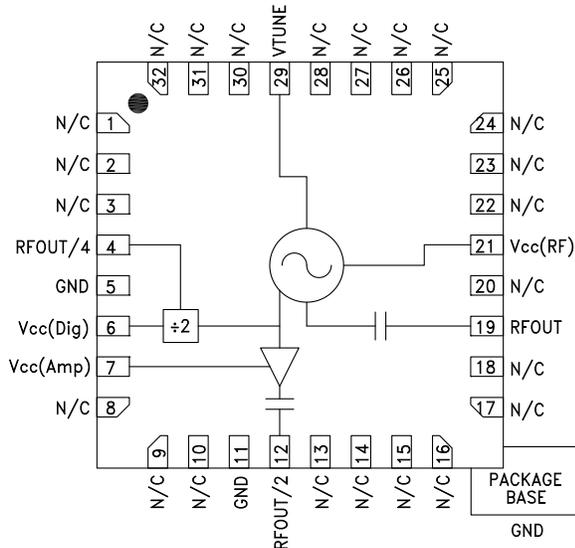 N/C N/C N/C VTUNE N/C N/C N/C N/C
32 31 30 29 28 27 26 25
N/C 1 24 N/C
N/C 2 23 N/C
N/C 3 22 N/C
RFOUT/4 4 21 Vcc(RF)
GND 5 20 N/C
Vcc(Dig) 6 ÷2 19 RFOUT
Vcc(Amp) 7 18 N/C
N/C 8 17 N/C
9 10 11 12 13 14 15 16
N/C N/C GND RFOUT/2 N/C N/C N/C N/C
PACKAGE
BASE
GND